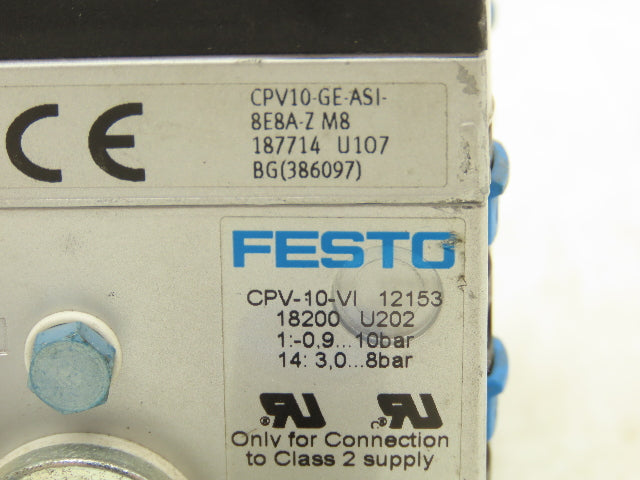 CE
CPV10-GE-ASI-
8E8A-Z M8
187714 U107
BG(386097)
FESTO
CPV-10-VI 12153
18200 U202
1:-0,9...10bar
14: 3,0...8bar
Only for Connection
to Class 2 supply